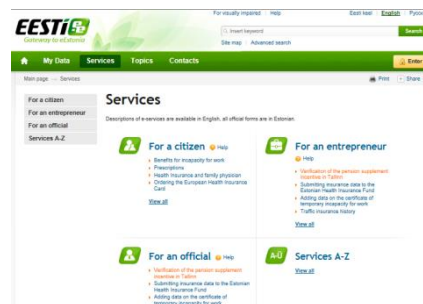 For visually impaired Help
Eesti keel English Русск
EESTI
Gateway to eEstonia
Insert keyword
Search
Site map Advanced search
My Data Services Topics Contacts
Enter
Main page → Services
Print Share
For a citizen
For an entrepreneur
For an official
Services A-Z
Services
Descriptions of e-services are available in English, all official forms are in Estonian.
For a citizen Help
Benefits for incapacity for work
Prescriptions
Health Insurance and family physician
Ordering the European Health Insurance
Card
View all
For an entrepreneur
Help
Verification of the pension supplement
incentive in Tallinn
Submitting insurance data to the
Estonian Health Insurance Fund
Adding data on the certificate of
temporary incapacity for work
Traffic insurance history
View all
For an official Help
Verification of the pension supplement
incentive in Tallinn
Submitting insurance data to the Estonian
Health Insurance Fund
Adding data on the certificate of
temporary incapacity for work
A-Ü
Services A-Z
View all